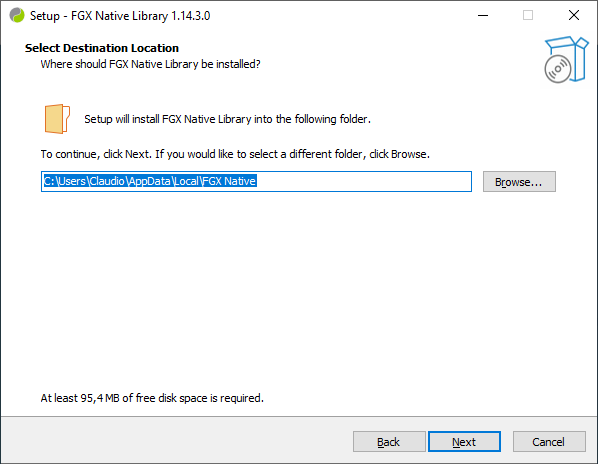 Setup - FGX Native Library 1.14.3.0
Select Destination Location
Where should FGX Native Library be installed?
Setup will install FGX Native Library into the following folder.
To continue, click Next. If you would like to select a different folder, click Browse.
C:\Users\Claudio\AppData\Local\FGX Native
Browse...
At least 95,4 MB of free disk space is required.
Back
Next
Cancel